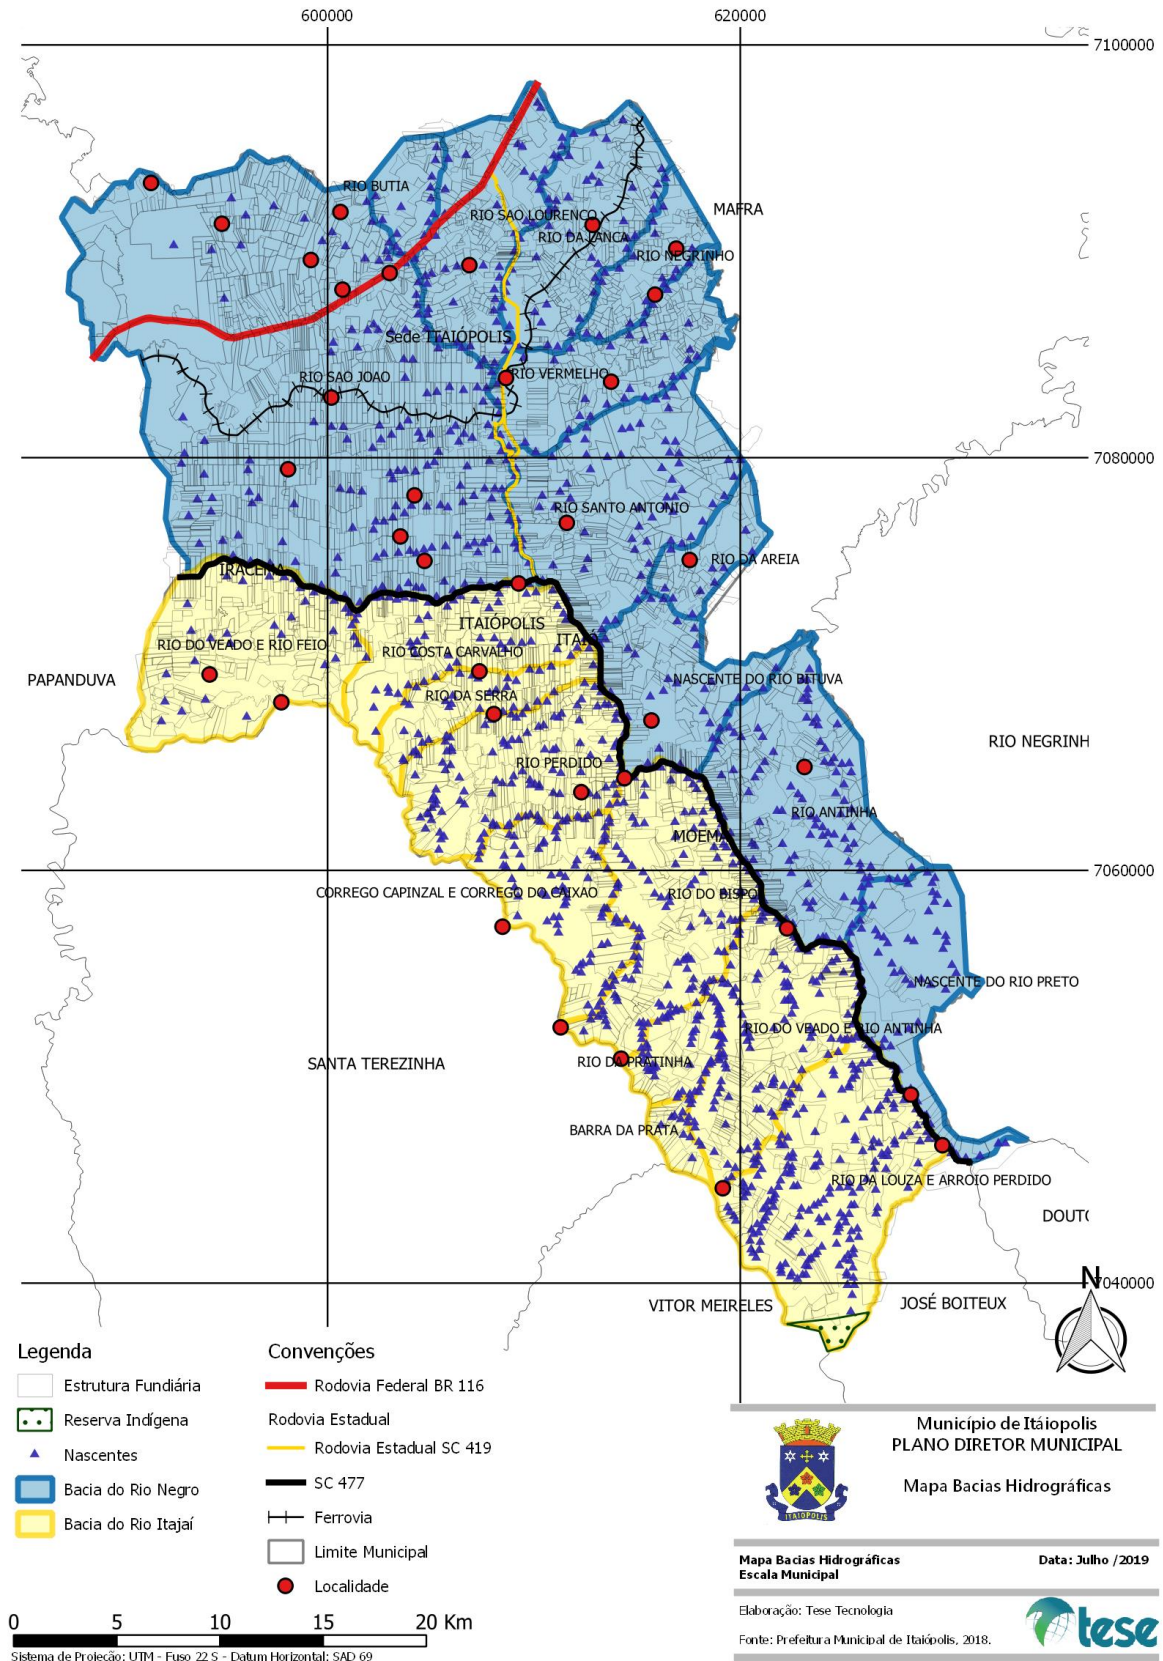 600000
620000
7100000
RIO BUTIA
MAFRA
RIO SAO LOURENCO
RIO DA LANCA
RIO NEGRINHO
Sede ITAIÓPOLIS
RIO VERMELHO
RIO SAO JOAO
7080000
RIO SANTO ANTONIO
RIO DA AREIA
IRACEMA
ITAIÓPOLIS
ITAIÓ
RIO DO VEADO E RIO FEIO
RIO COSTA CARVALHO
PAPANDUVA
NASCENTE DO RIO BITUVA
RIO DA SERRA
RIO NEGRINH
RIO PERDIDO
RIO ANTINHA
MOEMA
7060000
CORREGO CAPINZAL E CORREGO DO CAIXAO
RIO DO BISPO
NASCENTE DO RIO PRETO
RIO DO VEADO E RIO ANTINHA
SANTA TEREZINHA
RIO DA PRATINHA
BARRA DA PRATA
RIO DA LOUZA E ARROIO PERDIDO
DOUTO
N
7040000
VITOR MEIRELES
JOSÉ BOITEUX
Legenda
Estrutura Fundiária
Reserva Indígena
Nascentes
Bacia do Rio Negro
Bacia do Rio Itajaí
Convenções
Rodovia Federal BR 116
Rodovia Estadual
Rodovia Estadual SC 419
SC 477
Ferrovia
Limite Municipal
Localidade
0 5 10 15 20 Km
Sistema de Projeção: UTM - Fuso 22 S - Datum Horizontal: SAD 69
ITAIOPOLIS
Município de Itáiopolis
PLANO DIRETOR MUNICIPAL
Mapa Bacias Hidrográficas
Mapa Bacias Hidrográficas
Escala Municipal
Data: Julho /2019
Elaboração: Tese Tecnologia
Fonte: Prefeitura Municipal de Itaiópolis, 2018.
tese